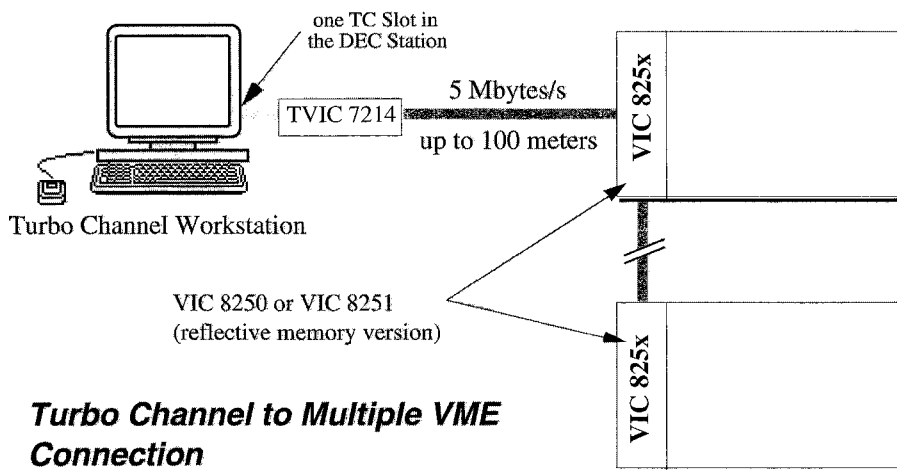 one TC Slot in
the DEC Station
TVIC 7214
5 Mbytes/s
up to 100 meters
VIC 825x
Turbo Channel Workstation
VIC 8250 or VIC 8251
(reflective memory version)
VIC 825x
Turbo Channel to Multiple VME
Connection